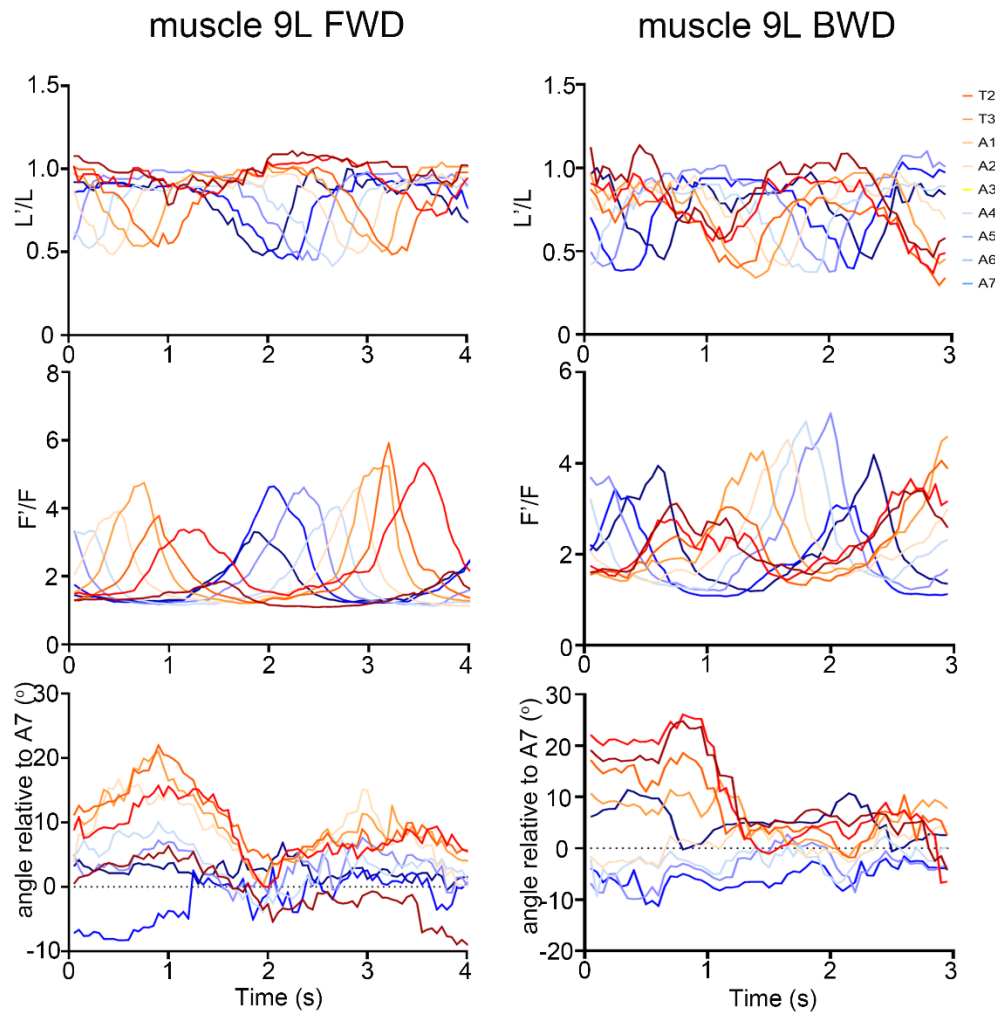 muscle 9L FWD
muscle 9L BWD
1.5
1.0
0.5
0
L'/L
0 1 2 3 4
1.5
1.0
0.5
0
L'/L
0 1 2 3
T2
T3
A1
A2
A3
A4
A5
A6
A7
8
6
4
2
0
F'/F
0 1 2 3 4
6
4
2
0
F'/F
0 1 2 3
30
20
10
0
-10
angle relative to A7 (°)
0 1 2 3 4
Time (s)
30
20
10
0
-10
-20
angle relative to A7 (°)
0 1 2 3
Time (s)